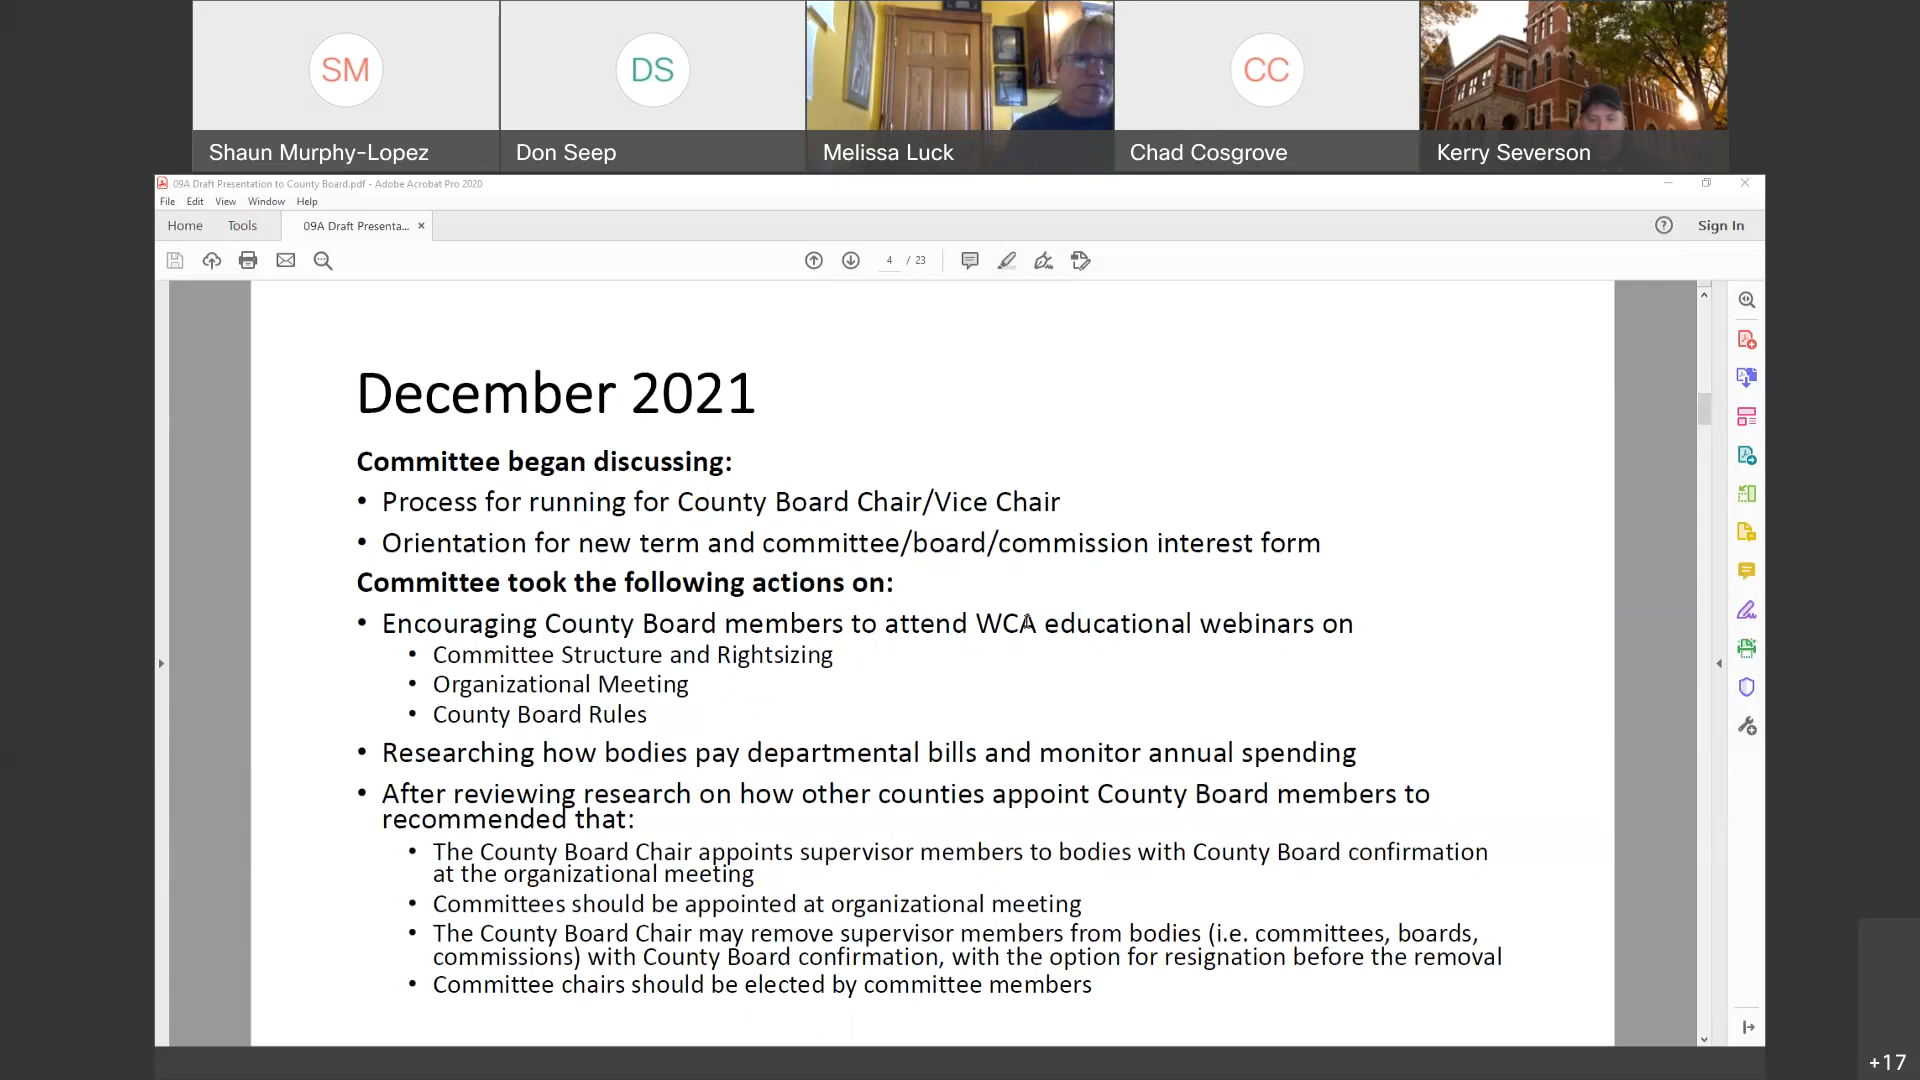 SM
DS
CC
Shaun Murphy-Lopez
Don Seep
Melissa Luck
Chad Cosgrove
Kerry Severson
09A Draft Presentation to County Board.pdf - Adobe Acrobat Pro 2020
File Edit View Window Help
Home Tools 09A Draft Presenta... ×
Sign In
4 / 23
December 2021
Committee began discussing:
• Process for running for County Board Chair/Vice Chair
• Orientation for new term and committee/board/commission interest form
Committee took the following actions on:
• Encouraging County Board members to attend WCA educational webinars on
• Committee Structure and Rightsizing
• Organizational Meeting
• County Board Rules
• Researching how bodies pay departmental bills and monitor annual spending
• After reviewing research on how other counties appoint County Board members to
recommended that:
• The County Board Chair appoints supervisor members to bodies with County Board confirmation
at the organizational meeting
• Committees should be appointed at organizational meeting
• The County Board Chair may remove supervisor members from bodies (i.e. committees, boards,
commissions) with County Board confirmation, with the option for resignation before the removal
• Committee chairs should be elected by committee members
+17